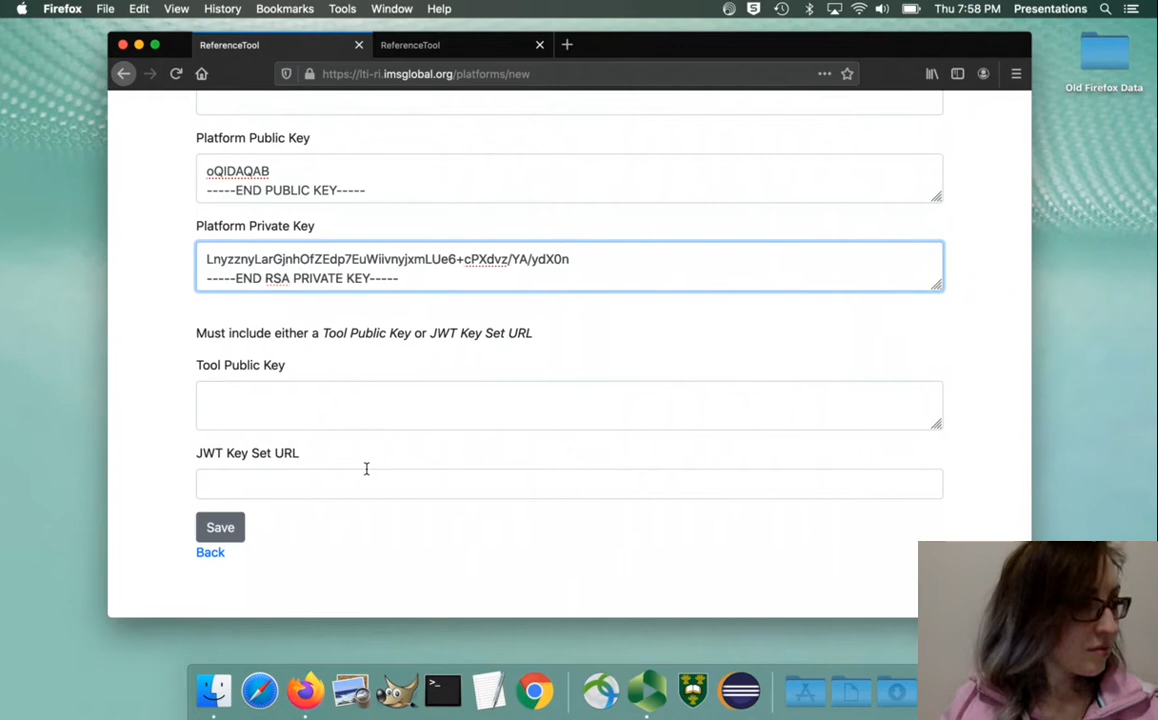 Firefox File Edit View History Bookmarks Tools Window Help Thu 7:58 PM Presentations
ReferenceTool ReferenceTool
https://lti-ri.imsglobal.org/platforms/new
Old Firefox Data
Platform Public Key
oQIDAQAB
-----END PUBLIC KEY-----
Platform Private Key
LnyzznyLarGjnhOfZEdp7EuWiivnyjxmLUe6+cPXdvz/YA/ydX0n
-----END RSA PRIVATE KEY-----
Must include either a Tool Public Key or JWT Key Set URL
Tool Public Key
JWT Key Set URL
Save
Back